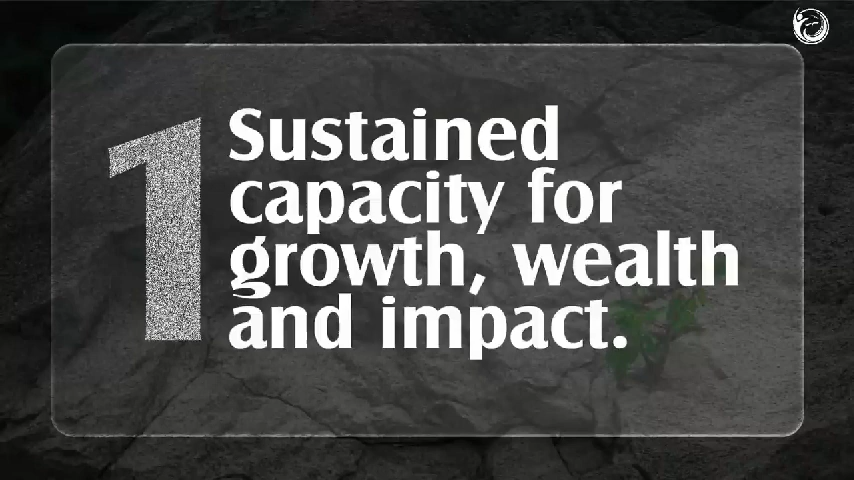 1
Sustained
capacity for
growth, wealth
and impact.